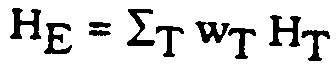 H_E = Σ_T w_T H_T